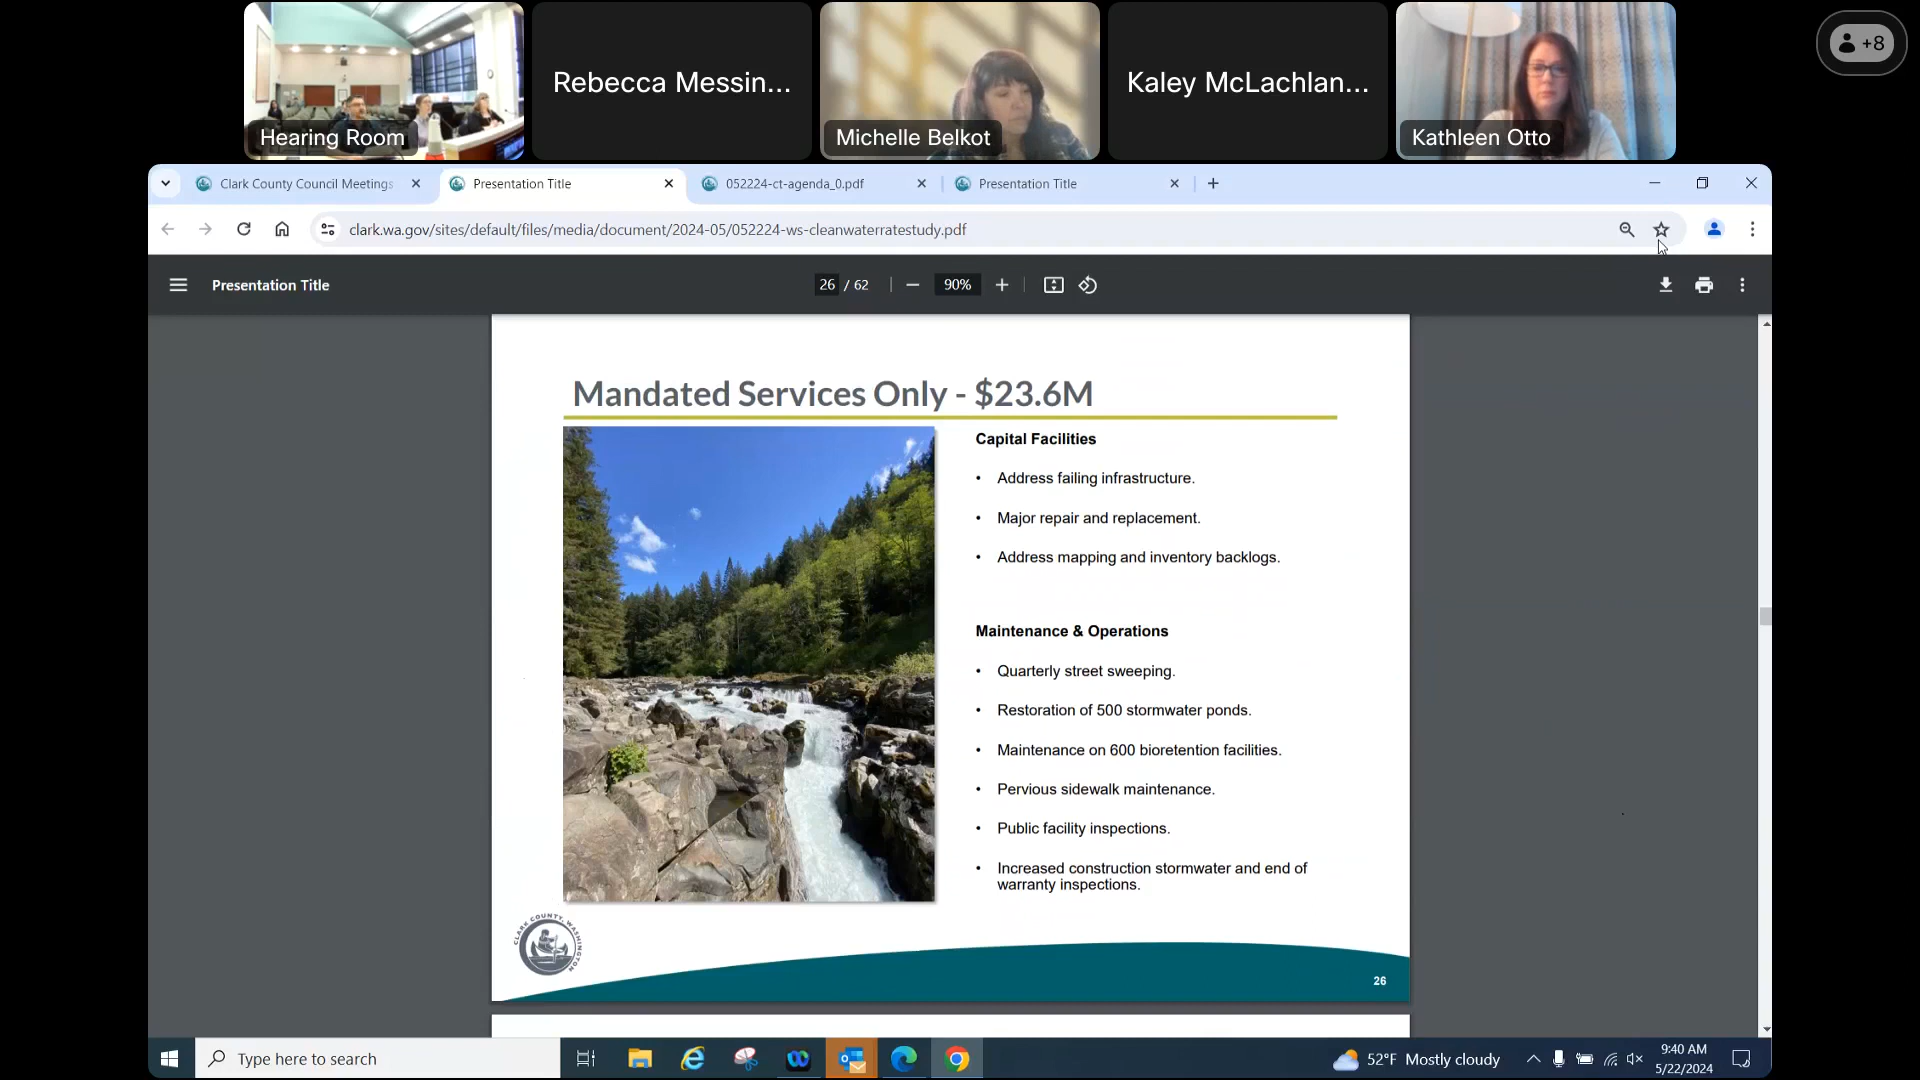 Hearing Room
Rebecca Messin...
Michelle Belkot
Kaley McLachlan...
Kathleen Otto
+8
Clark County Council Meetings
Presentation Title
052224-ct-agenda_0.pdf
Presentation Title
clark.wa.gov/sites/default/files/media/document/2024-05/052224-ws-cleanwaterratestudy.pdf
Presentation Title
26 / 62
90%
Mandated Services Only - $23.6M
Capital Facilities
• Address failing infrastructure.
• Major repair and replacement.
• Address mapping and inventory backlogs.
Maintenance & Operations
• Quarterly street sweeping.
• Restoration of 500 stormwater ponds.
• Maintenance on 600 bioretention facilities.
• Pervious sidewalk maintenance.
• Public facility inspections.
• Increased construction stormwater and end of
warranty inspections.
CLARK COUNTY, WASHINGTON
26
Type here to search
52°F Mostly cloudy
9:40 AM
5/22/2024